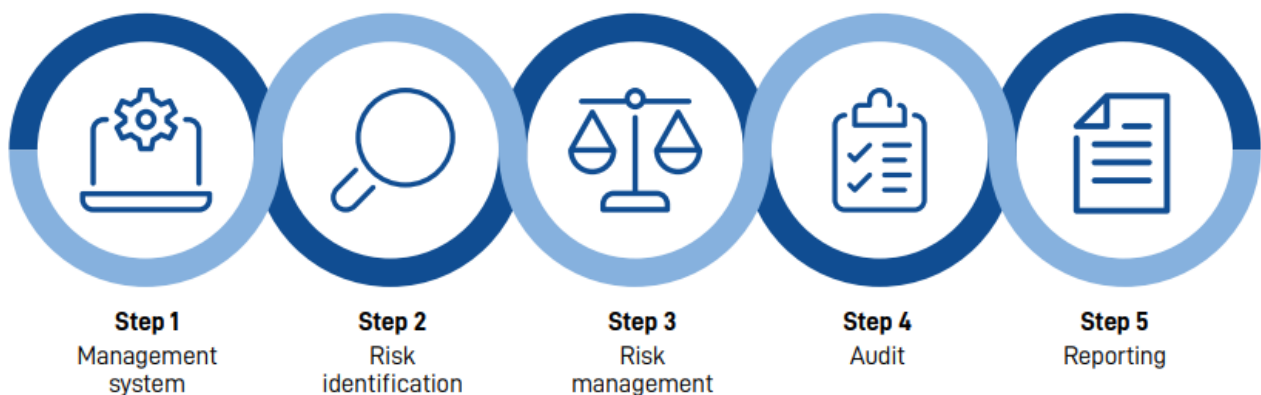 Step 1
Management
system
Step 2
Risk
identification
Step 3
Risk
management
Step 4
Audit
Step 5
Reporting